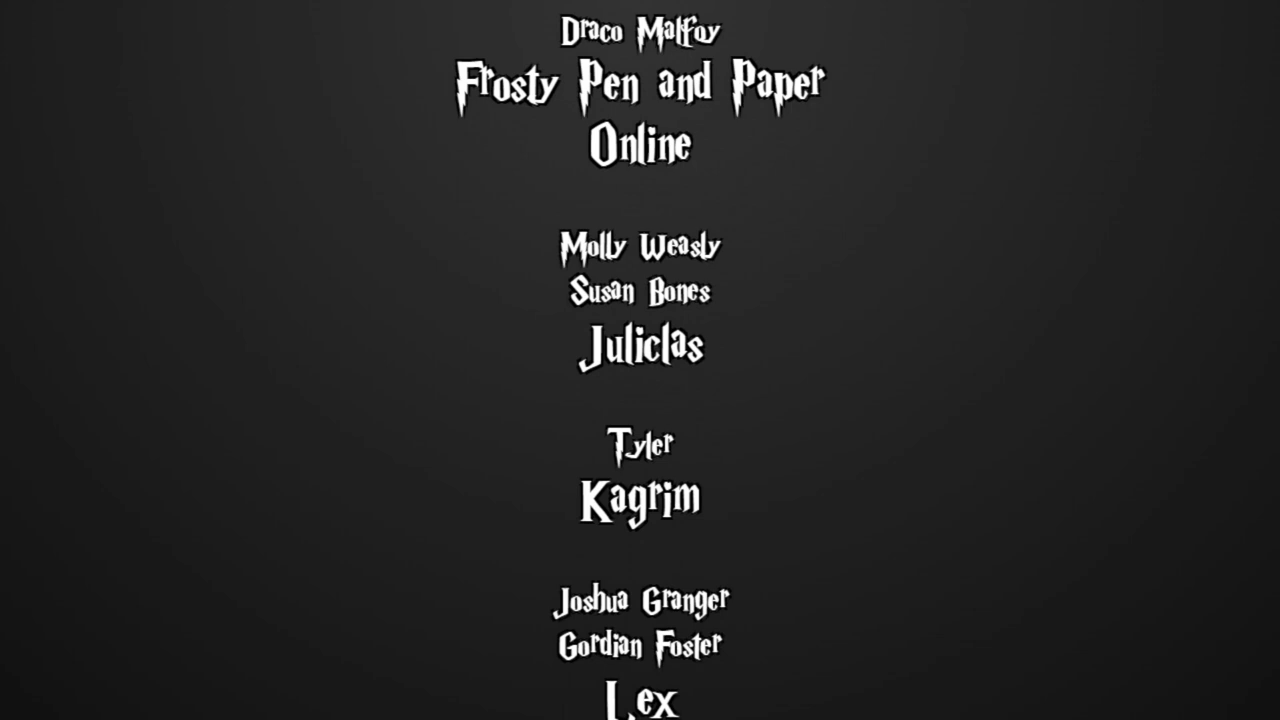 Draco Malfoy
Frosty Pen and Paper
Online
Molly Weasly
Susan Bones
Juliclas
Tyler
Kagrim
Joshua Granger
Gordian Foster
Lex